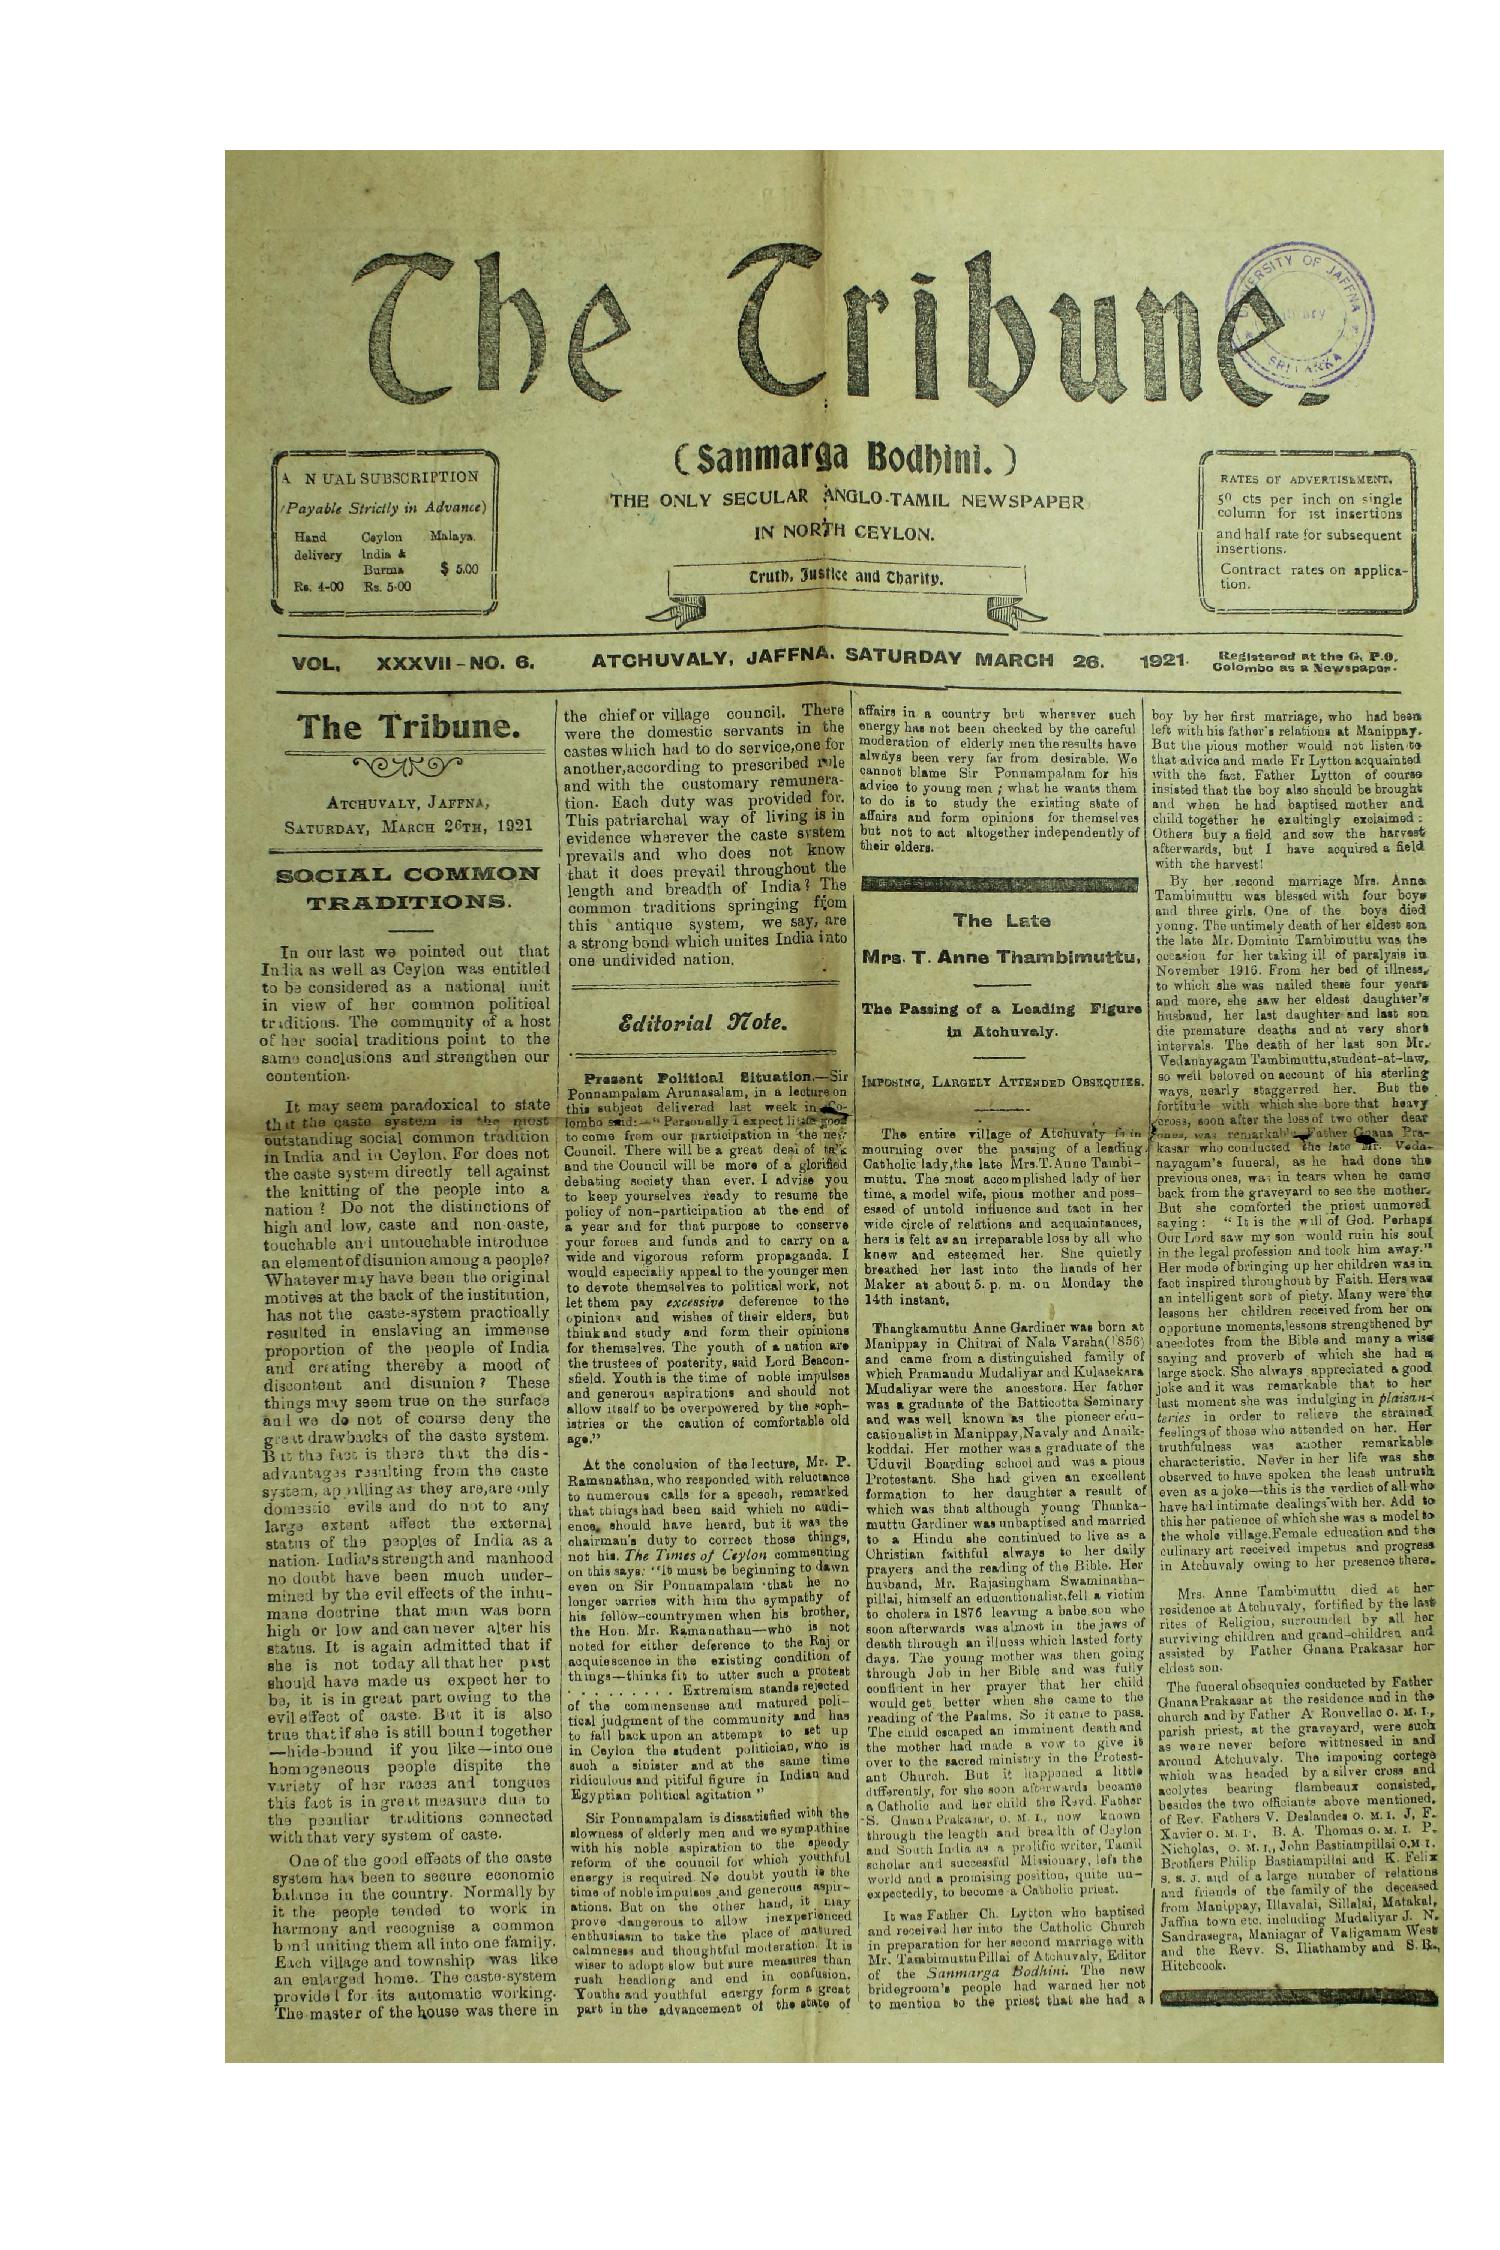 The Tribune.
UNIVERSITY OF JAFFNA
Library
SRI LANKA
(Sanmarga Bodhini.)
THE ONLY SECULAR ANGLO-TAMIL NEWSPAPER
IN NORTH CEYLON.
Truth, Justice and Charity.
A N UAL SUBSCRIPTION
(Payable Strictly in Advance)
Hand Ceylon Malaya.
delivery India &
Burma $ 5.00
Rs. 4-00 Rs. 5-00
RATES OF ADVERTISEMENT.
50 cts per inch on single
column for 1st insertions
and half rate for subsequent
insertions.
Contract rates on applica-
tion.
VOL. XXXVII - NO. 6. ATCHUVALY, JAFFNA. SATURDAY MARCH 26. 1921. Registered at the G. P.O.
Colombo as a Newspaper.
The Tribune.
ATCHUVALY, JAFFNA,
SATURDAY, MARCH 26TH, 1921
SOCIAL COMMON
TRADITIONS.
In our last we pointed out that
India as well as Ceylon was entitled
to be considered as a national unit
in view of her common political
traditions. The community of a host
of her social traditions point to the
same conclusions and strengthen our
contention.
It may seem paradoxical to state
that the caste system is the most
outstanding social common tradition
in India and in Ceylon. For does not
the caste system directly tell against
the knitting of the people into a
nation? Do not the distinctions of
high and low, caste and non-caste,
touchable and untouchable introduce
an element of disunion among a people?
Whatever may have been the original
motives at the back of the institution,
has not the caste-system practically
resulted in enslaving an immense
proportion of the people of India
and creating thereby a mood of
discontent and disunion? These
things may seem true on the surface
and we do not of course deny the
great drawbacks of the caste system.
But the fact is there that the dis-
advantages resulting from the caste
system, appalling as they are, are only
domestic evils and do not to any
large extent affect the external
status of the peoples of India as a
nation. India's strength and manhood
no doubt have been much under-
mined by the evil effects of the inhu-
mane doctrine that man was born
high or low and can never alter his
status. It is again admitted that if
she is not today all that her past
should have made us expect her to
be, it is in great part owing to the
evil effect of caste. But it is also
true that if she is still bound together
—hide-bound if you like—into one
homogeneous people dispite the
variety of her races and tongues
this fact is in great measure due to
the peculiar traditions connected
with that very system of caste.
One of the good effects of the caste
system has been to secure economic
balance in the country. Normally by
it the people tended to work in
harmony and recognise a common
bond uniting them all into one family.
Each village and township was like
an enlarged home. The caste-system
provided for its automatic working.
The master of the house was there in
the chief or village council. There
were the domestic servants in the
castes which had to do service, one for
another, according to prescribed rule
and with the customary remunera-
tion. Each duty was provided for.
This patriarchal way of living is in
evidence wherever the caste system
prevails and who does not know
that it does prevail throughout the
length and breadth of India? The
common traditions springing from
this antique system, we say, are
a strong bond which unites India into
one undivided nation.
Editorial Note.
Present Political Situation.—Sir
Ponnampalam Arunasalam, in a lecture on
this subject delivered last week in Co-
lombo said:—"Personally I expect little good
to come from our participation in the new
Council. There will be a great deal of talk
and the Council will be more of a glorified
debating society than ever. I advise you
to keep yourselves ready to resume the
policy of non-participation at the end of
a year and for that purpose to conserve
your forces and funds and to carry on a
wide and vigorous reform propaganda. I
would especially appeal to the younger men
to devote themselves to political work, not
let them pay excessive deference to the
opinions and wishes of their elders, but
think and study and form their opinions
for themselves. The youth of a nation are
the trustees of posterity, said Lord Beacon-
sfield. Youth is the time of noble impulses
and generous aspirations and should not
allow itself to be overpowered by the soph-
istries or the caution of comfortable old
age."
At the conclusion of the lecture, Mr. P.
Ramanathan, who responded with reluctance
to numerous calls for a speech, remarked
that things had been said which no audi-
ence, should have heard, but it was the
chairman's duty to correct those things,
not his. The Times of Ceylon commenting
on this says: "It must be beginning to dawn
even on Sir Ponnampalam that he no
longer carries with him the sympathy of
his fellow-countrymen when his brother,
the Hon. Mr. Ramanathan—who is not
noted for either deference to the Raj or
acquiescence in the existing condition of
things—thinks fit to utter such a protest
. . . . . . . . Extremism stands rejected
of the commensense and matured poli-
tical judgment of the community and has
to fall back upon an attempt to set up
in Ceylon the student politician, who is
such a sinister and at the same time
ridiculous and pitiful figure in Indian and
Egyptian political agitation"
Sir Ponnampalam is dissatisfied with the
slowness of elderly men and we sympathise
with his noble aspiration to the speedy
reform of the council for which youthful
energy is required. No doubt youth is the
time of noble impulses and generous aspir-
ations. But on the other hand, it may
prove dangerous to allow inexperienced
enthusiasm to take the place of matured
calmness and thoughtful moderation. It is
wiser to adopt slow but sure measures than
rush headlong and end in confusion.
Youths and youthful energy form a great
part in the advancement of the state of
affairs in a country but wherever such
energy has not been checked by the careful
moderation of elderly men the results have
always been very far from desirable. We
cannot blame Sir Ponnampalam for his
advice to young men; what he wants them
to do is to study the existing state of
affairs and form opinions for themselves
but not to act altogether independently of
their elders.
The Late
Mrs. T. Anne Thambimuttu,
The Passing of a Leading Figure
in Atchuvaly.
IMPOSING, LARGELY ATTENDED OBSEQUIES.
The entire village of Atchuvaly is in
mourning over the passing of a leading
Catholic lady, the late Mrs. T. Anne Tambi-
muttu. The most accomplished lady of her
time, a model wife, pious mother and poss-
essed of untold influence and tact in her
wide circle of relations and acquaintances,
hers is felt as an irreparable loss by all who
knew and esteemed her. She quietly
breathed her last into the hands of her
Maker at about 5. p. m. on Monday the
14th instant.
Thangkamuttu Anne Gardiner was born at
Manippay in Chitrai of Nala Varsha(1856)
and came from a distinguished family of
which Pramandu Mudaliyar and Kulasekara
Mudaliyar were the ancestors. Her father
was a graduate of the Batticotta Seminary
and was well known as the pioneer edu-
cationalist in Manippay, Navaly and Anaik-
koddai. Her mother was a graduate of the
Uduvil Boarding school and was a pious
Protestant. She had given an excellent
formation to her daughter a result of
which was that although young Thanka-
muttu Gardiner was unbaptised and married
to a Hindu she continued to live as a
Christian faithful always to her daily
prayers and the reading of the Bible. Her
husband, Mr. Rajasingham Swaminatha-
pillai, himself an educationalist, fell a victim
to cholera in 1876 leaving a babe son who
soon afterwards was almost in the jaws of
death through an illness which lasted forty
days. The young mother was then going
through Job in her Bible and was fully
confident in her prayer that her child
would get better when she came to the
reading of the Psalms. So it came to pass.
The child escaped an imminent death and
the mother had made a vow to give it
over to the sacred ministry in the Protest-
ant Church. But it happened a little
differently, for she soon afterwards became
a Catholic and her child the Revd. Father
S. Gnana Prakasar, O. M. I., now known
through the length and breadth of Ceylon
and South India as a prolific writer, Tamil
scholar and successful Missionary, left the
world and a promising position, quite un-
expectedly, to become a Catholic priest.
It was Father Ch. Lytton who baptised
and received her into the Catholic Church
in preparation for her second marriage with
Mr. Tambimuttu Pillai of Atchuvaly, Editor
of the Sanmarga Bodhini. The new
bridegroom's people had warned her not
to mention to the priest that she had a
boy by her first marriage, who had been
left with his father's relations at Manippay.
But the pious mother would not listen to
that advice and made Fr Lytton acquainted
with the fact. Father Lytton of course
insisted that the boy also should be brought
and when he had baptised mother and
child together he exultingly exclaimed:
Others buy a field and sow the harvest
afterwards, but I have acquired a field
with the harvest!
By her second marriage Mrs. Anne
Tambimuttu was blessed with four boys
and three girls. One of the boys died
young. The untimely death of her eldest son
the late Mr. Dominic Tambimuttu was the
occasion for her taking ill of paralysis in
November 1916. From her bed of illness,
to which she was nailed these four years
and more, she saw her eldest daughter's
husband, her last daughter and last son
die premature deaths and at very short
intervals. The death of her last son Mr.
Vedanayagam Tambimuttu, student-at-law,
so well beloved on account of his sterling
ways, nearly staggerred her. But the
fortitude with which she bore that heavy
cross, soon after the loss of two other dear
ones, was remarkable. Father Gnana Pra-
kasar who conducted the late Mr. Veda-
nayagam's funeral, as he had done the
previous ones, was in tears when he came
back from the graveyard to see the mother.
But she comforted the priest unmoved
saying: "It is the will of God. Perhaps
Our Lord saw my son would ruin his soul
in the legal profession and took him away."
Her mode of bringing up her children was in
fact inspired throughout by Faith. Hers was
an intelligent sort of piety. Many were the
lessons her children received from her on
opportune moments, lessons strengthened by
anecdotes from the Bible and many a wise
saying and proverb of which she had a
large stock. She always appreciated a good
joke and it was remarkable that to her
last moment she was indulging in plaisan-
teries in order to relieve the strained
feelings of those who attended on her. Her
truthfulness was another remarkable
characteristic. Never in her life was she
observed to have spoken the least untruth
even as a joke—this is the verdict of all who
have had intimate dealings with her. Add to
this her patience of which she was a model to
the whole village. Female education and the
culinary art received impetus and progress
in Atchuvaly owing to her presence there.
Mrs. Anne Tambimuttu died at her
residence at Atchuvaly, fortified by the last
rites of Religion, surrounded by all her
surviving children and grand-children and
assisted by Father Gnana Prakasar her
eldest son.
The funeral obsequies conducted by Father
Gnana Prakasar at the residence and in the
church and by Father A Rouvellac O. M. I.,
parish priest, at the graveyard, were such
as were never before wittnessed in and
around Atchuvaly. The imposing cortege
which was headed by a silver cross and
acolytes bearing flambeaux consisted,
besides the two officiants above mentioned,
of Rev. Fathers V. Deslandes O. M. I. J. F.
Xavier O. M. I., B. A. Thomas O. M. I. P.
Nicholas, O. M. I., John Bastiampillai O.M I.
Brothers Philip Bastiampillai and K. Felix
S. S. J. and of a large number of relations
and friends of the family of the deceased
from Manippay, Illavalai, Sillalai, Matakal,
Jaffna town etc. including Mudaliyar J. N.
Sandrasegra, Maniagar of Valigamam West
and the Revv. S. Iliathamby and S. R.,
Hitchcook.